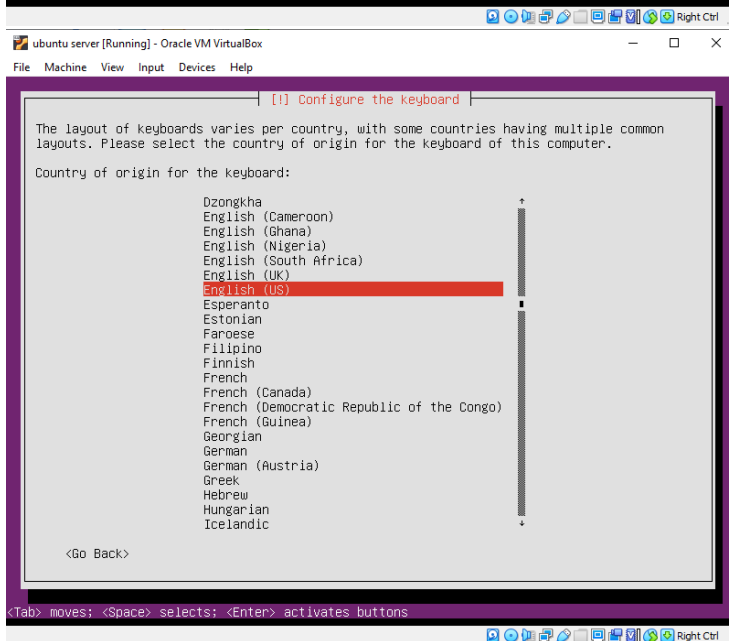 Right Ctrl
ubuntu server [Running] - Oracle VM VirtualBox
File Machine View Input Devices Help
[!] Configure the keyboard
The layout of keyboards varies per country, with some countries having multiple common
layouts. Please select the country of origin for the keyboard of this computer.
Country of origin for the keyboard:
Dzongkha
English (Cameroon)
English (Ghana)
English (Nigeria)
English (South Africa)
English (UK)
English (US)
Esperanto
Estonian
Faroese
Filipino
Finnish
French
French (Canada)
French (Democratic Republic of the Congo)
French (Guinea)
Georgian
German
German (Austria)
Greek
Hebrew
Hungarian
Icelandic
<Go Back>
<Tab> moves; <Space> selects; <Enter> activates buttons
Right Ctrl